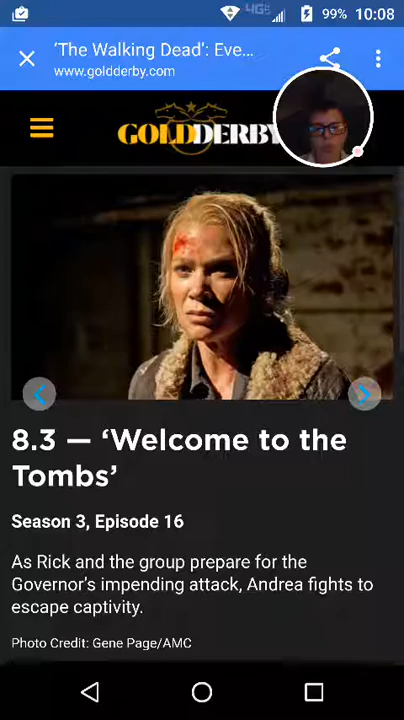 4G
99%
10:08
‘The Walking Dead’: Eve...
www.goldderby.com
GOLDDERBY
8.3 — ‘Welcome to the
Tombs’
Season 3, Episode 16
As Rick and the group prepare for the
Governor's impending attack, Andrea fights to
escape captivity.
Photo Credit: Gene Page/AMC